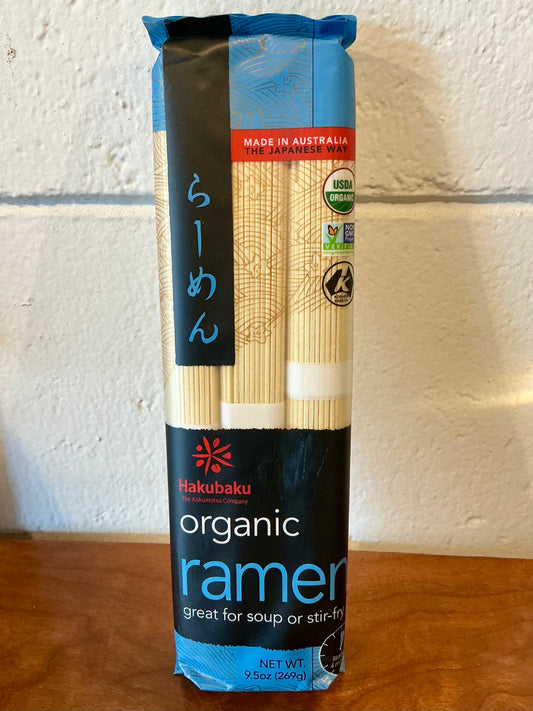 MADE IN AUSTRALIA
THE JAPANESE WAY
らーめん
USDA
ORGANIC
NON
GMO
VERIFIED
K
Hakubaku
The Kokumotsu Company
organic
ramen
great for soup or stir-fry
NET WT.
9.5oz (269g)